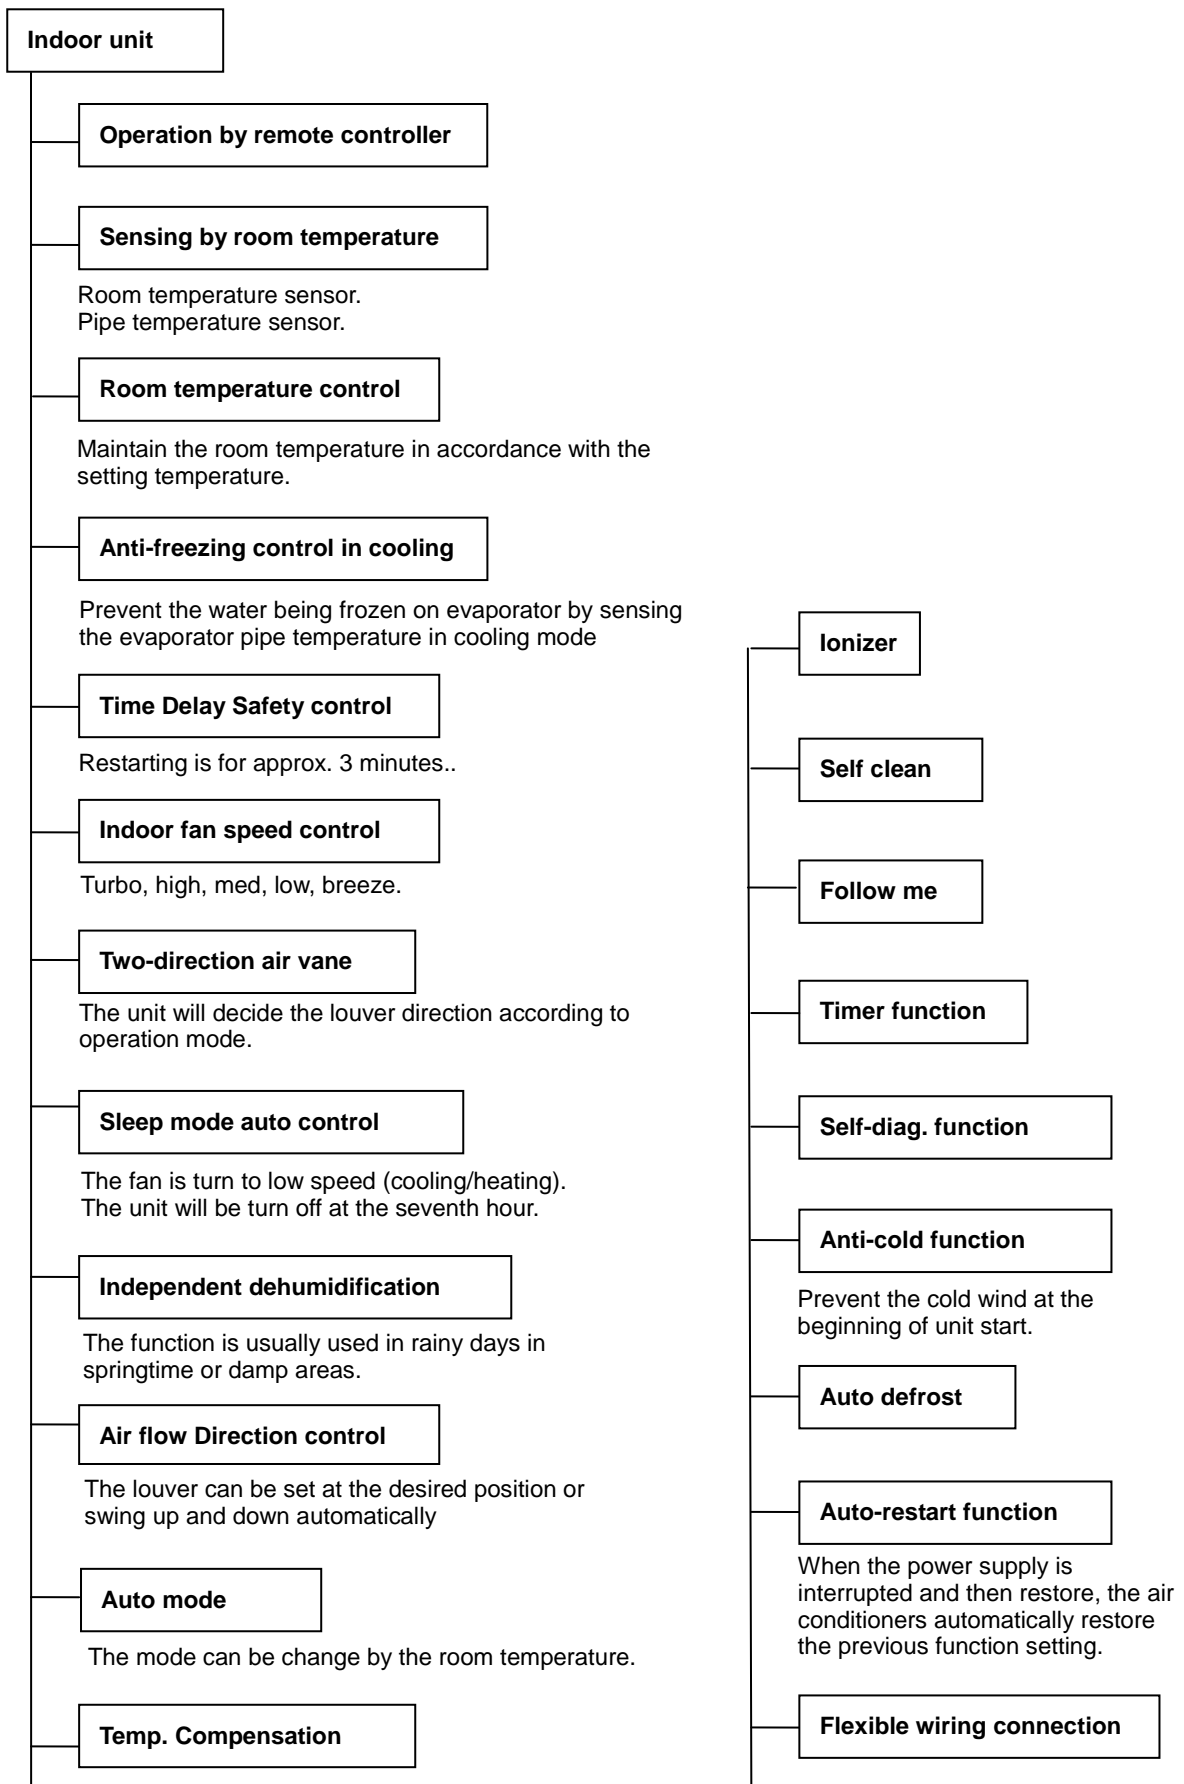 Indoor unit
Operation by remote controller
Sensing by room temperature
Room temperature sensor.
Pipe temperature sensor.
Room temperature control
Maintain the room temperature in accordance with the
setting temperature.
Anti-freezing control in cooling
Prevent the water being frozen on evaporator by sensing
the evaporator pipe temperature in cooling mode
Time Delay Safety control
Restarting is for approx. 3 minutes..
Indoor fan speed control
Turbo, high, med, low, breeze.
Two-direction air vane
The unit will decide the louver direction according to
operation mode.
Sleep mode auto control
The fan is turn to low speed (cooling/heating).
The unit will be turn off at the seventh hour.
Independent dehumidification
The function is usually used in rainy days in
springtime or damp areas.
Air flow Direction control
The louver can be set at the desired position or
swing up and down automatically
Auto mode
The mode can be change by the room temperature.
Temp. Compensation
Ionizer
Self clean
Follow me
Timer function
Self-diag. function
Anti-cold function
Prevent the cold wind at the
beginning of unit start.
Auto defrost
Auto-restart function
When the power supply is
interrupted and then restore, the air
conditioners automatically restore
the previous function setting.
Flexible wiring connection